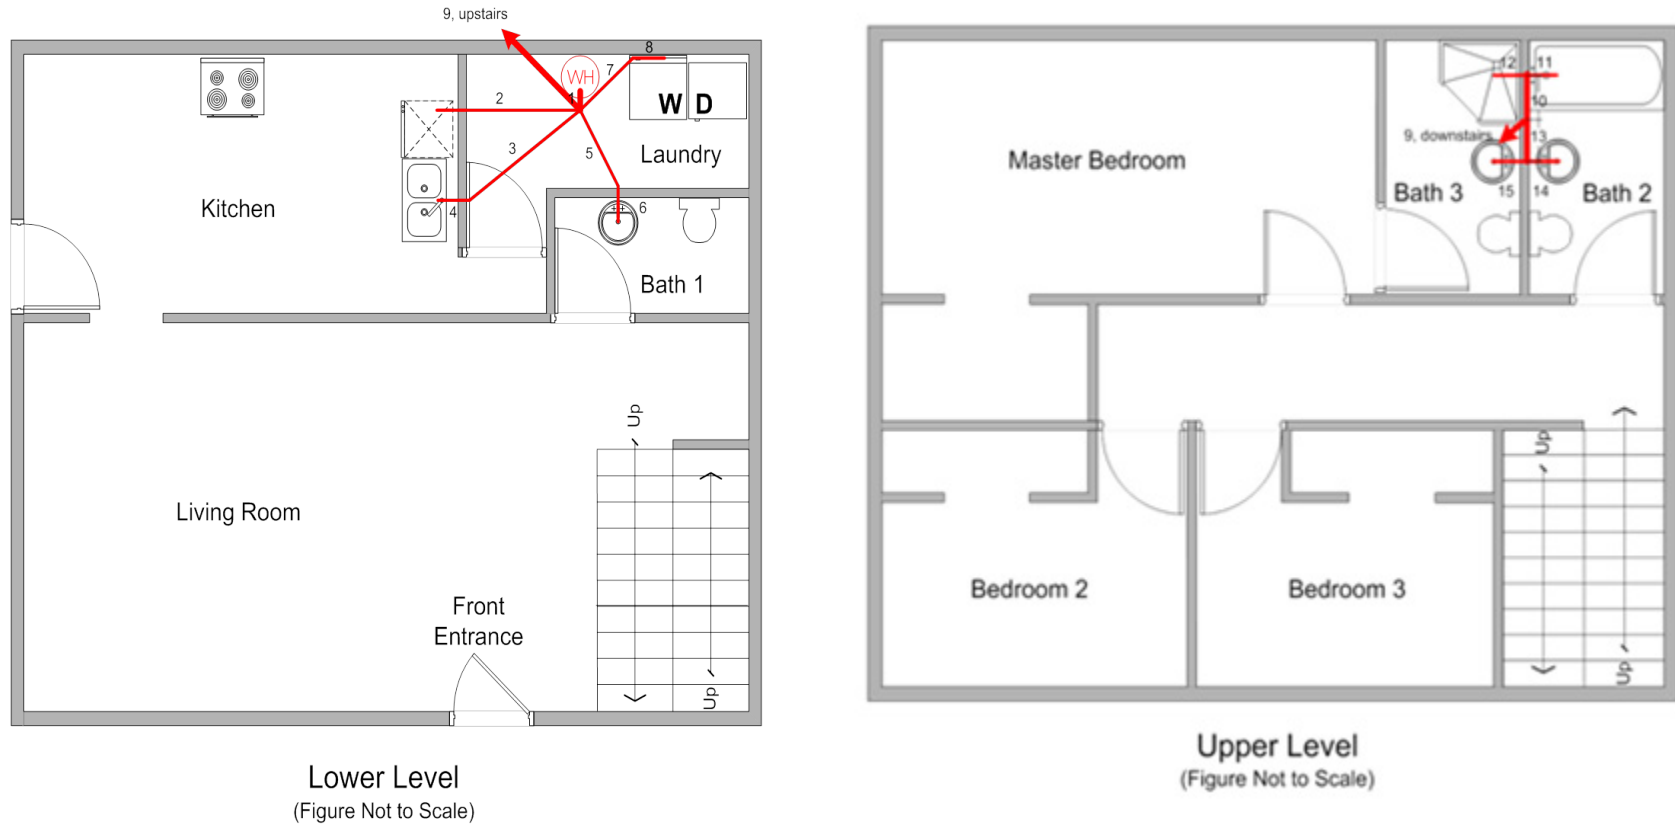 9, upstairs
8
7
WH
1
2
W D
3
5
Laundry
Kitchen
4
6
Bath 1
Up
Living Room
Front
Entrance
Up
Lower Level
(Figure Not to Scale)
12
11
10
9, downstairs
13
Master Bedroom
15
14
Bath 3
Bath 2
Up
Bedroom 2
Bedroom 3
Up
Upper Level
(Figure Not to Scale)